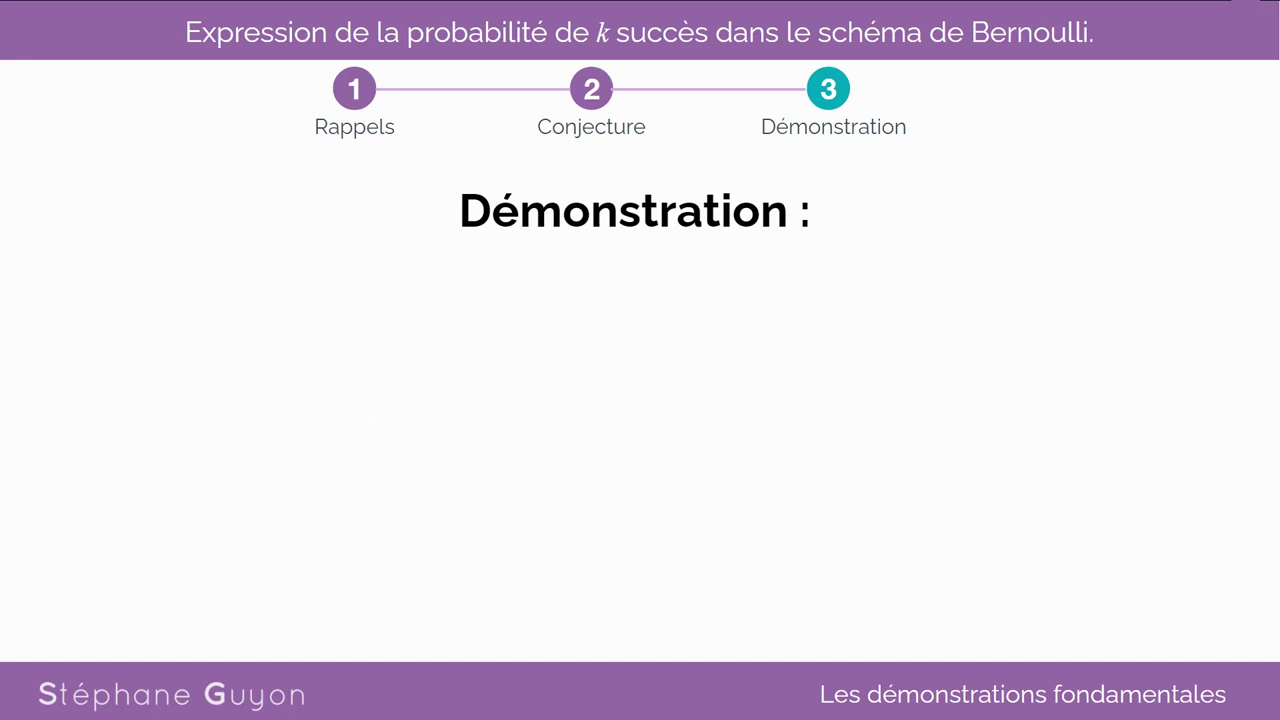 Expression de la probabilité de k succès dans le schéma de Bernoulli.
1 2 3
Rappels Conjecture Démonstration
Démonstration :
Stéphane Guyon Les démonstrations fondamentales